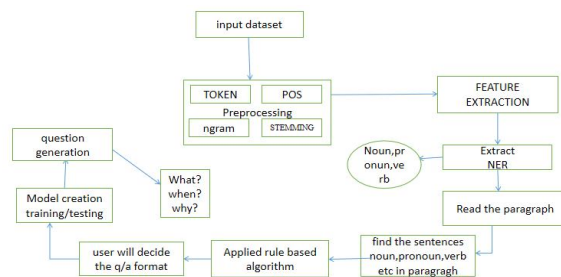 input dataset
TOKEN
POS
Preprocessing
ngram
STEMMING
FEATURE
EXTRACTION
Extract
NER
Noun,pr
onun,ve
rb
Read the paragraph
find the sentences
noun,pronoun,verb
etc in paragragh
Applied rule based
algorithm
user will decide
the q/a format
Model creation
training/testing
question
generation
What?
when?
why?